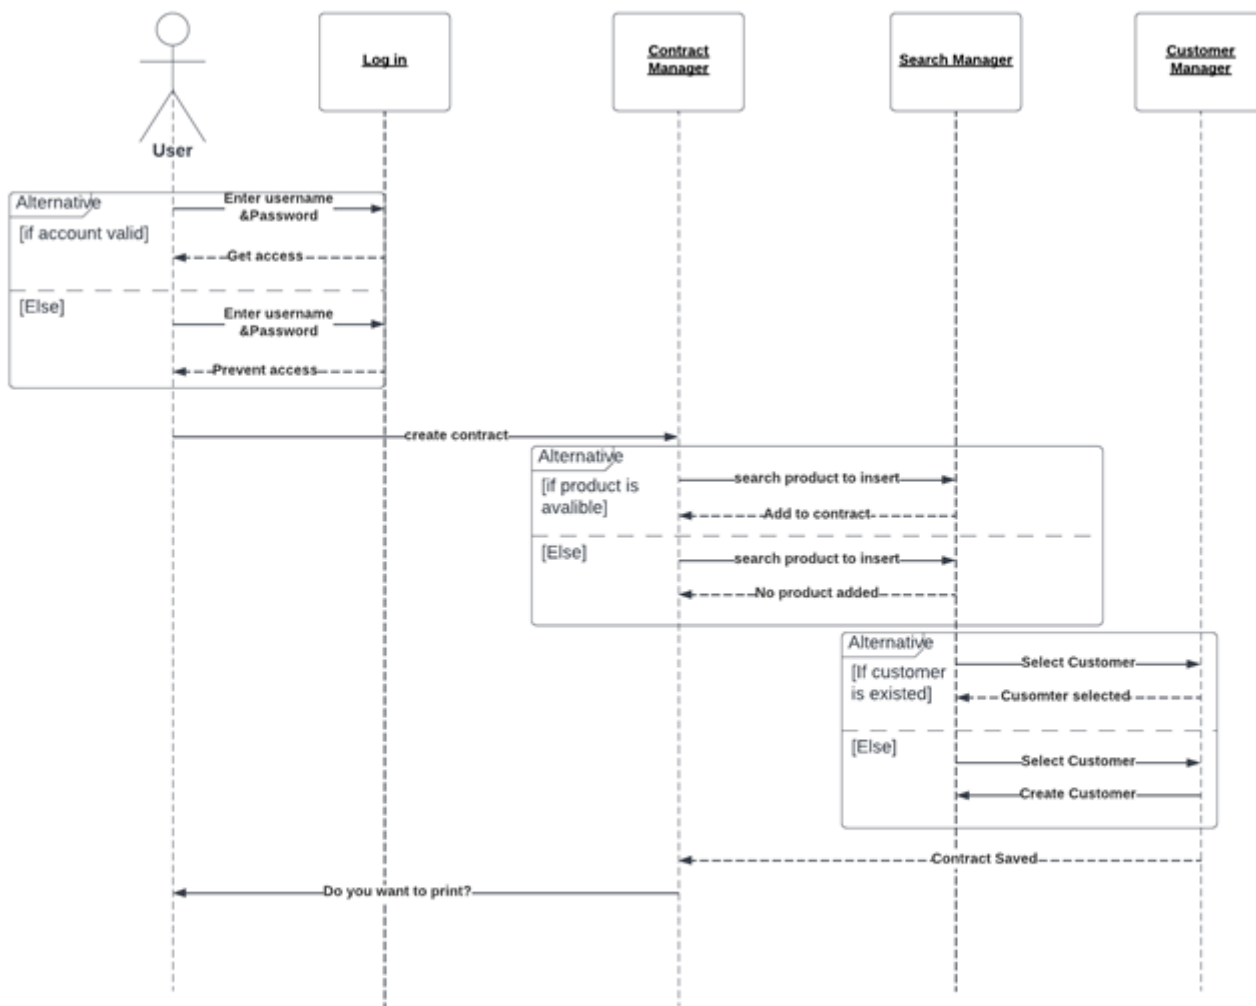 Log in
Contract
Manager
Search Manager
Customer
Manager
User
Alternative
Enter username
&Password
[if account valid]
Get access
[Else]
Enter username
&Password
Prevent access
create contract
Alternative
[if product is
avalible]
search product to insert
Add to contract
[Else]
search product to insert
No product added
Alternative
[If customer
is existed]
Select Customer
Cusomter selected
[Else]
Select Customer
Create Customer
Contract Saved
Do you want to print?